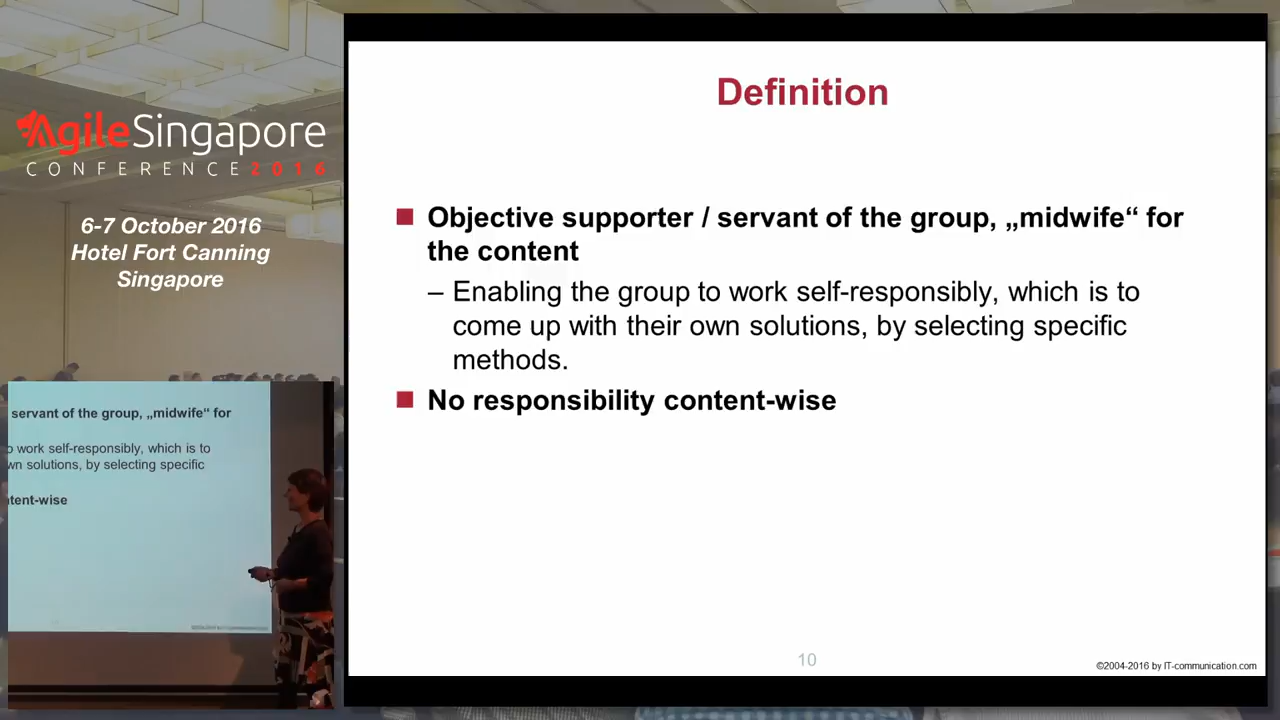 AgileSingapore
CONFERENCE 2016
6-7 October 2016
Hotel Fort Canning
Singapore
Definition
Objective supporter / servant of the group, „midwife“ for
the content
– Enabling the group to work self-responsibly, which is to
come up with their own solutions, by selecting specific
methods.
No responsibility content-wise
10
©2004-2016 by IT-communication.com
servant of the group, „midwife“ for
o work self-responsibly, which is to
wn solutions, by selecting specific
ntent-wise